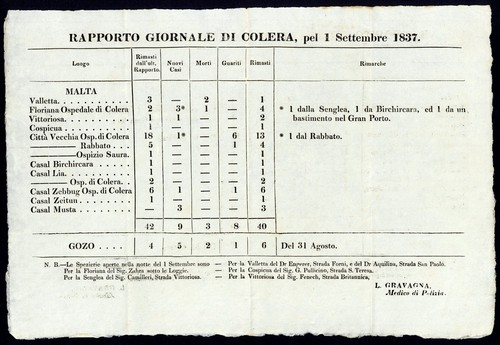 RAPPORTO GIORNALE DI COLERA, pel 1 Settembre 1837.
Luogo | Rimasti dall'ult. Rapporto. | Nuovi Casi | Morti | Guariti | Rimasti | Rimarche
MALTA
Valletta. . . . . . . . . . 3 — 2 — 1
Floriana Ospedale di Colera 2 3* 1 — 4 * 1 dalla Senglea, 1 da Birchircara, ed 1 da un
Vittoriosa. . . . . . . . . 1 1 — — 2 bastimento nel Gran Porto.
Cospicua . . . . . . . . . 1 — — — 1
Città Vecchia Osp. di Colera 18 1* — 6 13 * 1 dal Rabbato.
——— Rabbato . . . 5 — — 1 4
——— Ospizio Saura. 1 — — — 1
Casal Birchircara . . . . . 1 — — — 1
Casal Lia. . . . . . . . . 1 — — — 1
——— Osp. di Colera. . 2 — — — 2
Casal Zebbug Osp. di Colera 6 1 — 1 6
Casal Zeitun . . . . . . . 1 — — — 1
Casal Musta . . . . . . . — 3 — — 3
42 9 3 8 40
GOZO . . . . 4 5 2 1 6 Del 31 Agosto.
N. B.—Le Spezierie aperte nella notte del 1 Settembre sono — Per la Valletta del Dr Engerer, Strada Forni, e del Dr Aquilina, Strada San Paolo.
Per la Floriana del Sig. Zahra sotto le Loggie. — Per la Cospicua del Sig. G. Pullicino, Strada S. Teresa.
Per la Senglea del Sig. Camilleri, Strada Vittoriosa. — Per la Vittoriosa del Sig. Fenech, Strada Britannica,
L. GRAVAGNA,
Medico di Polizia.